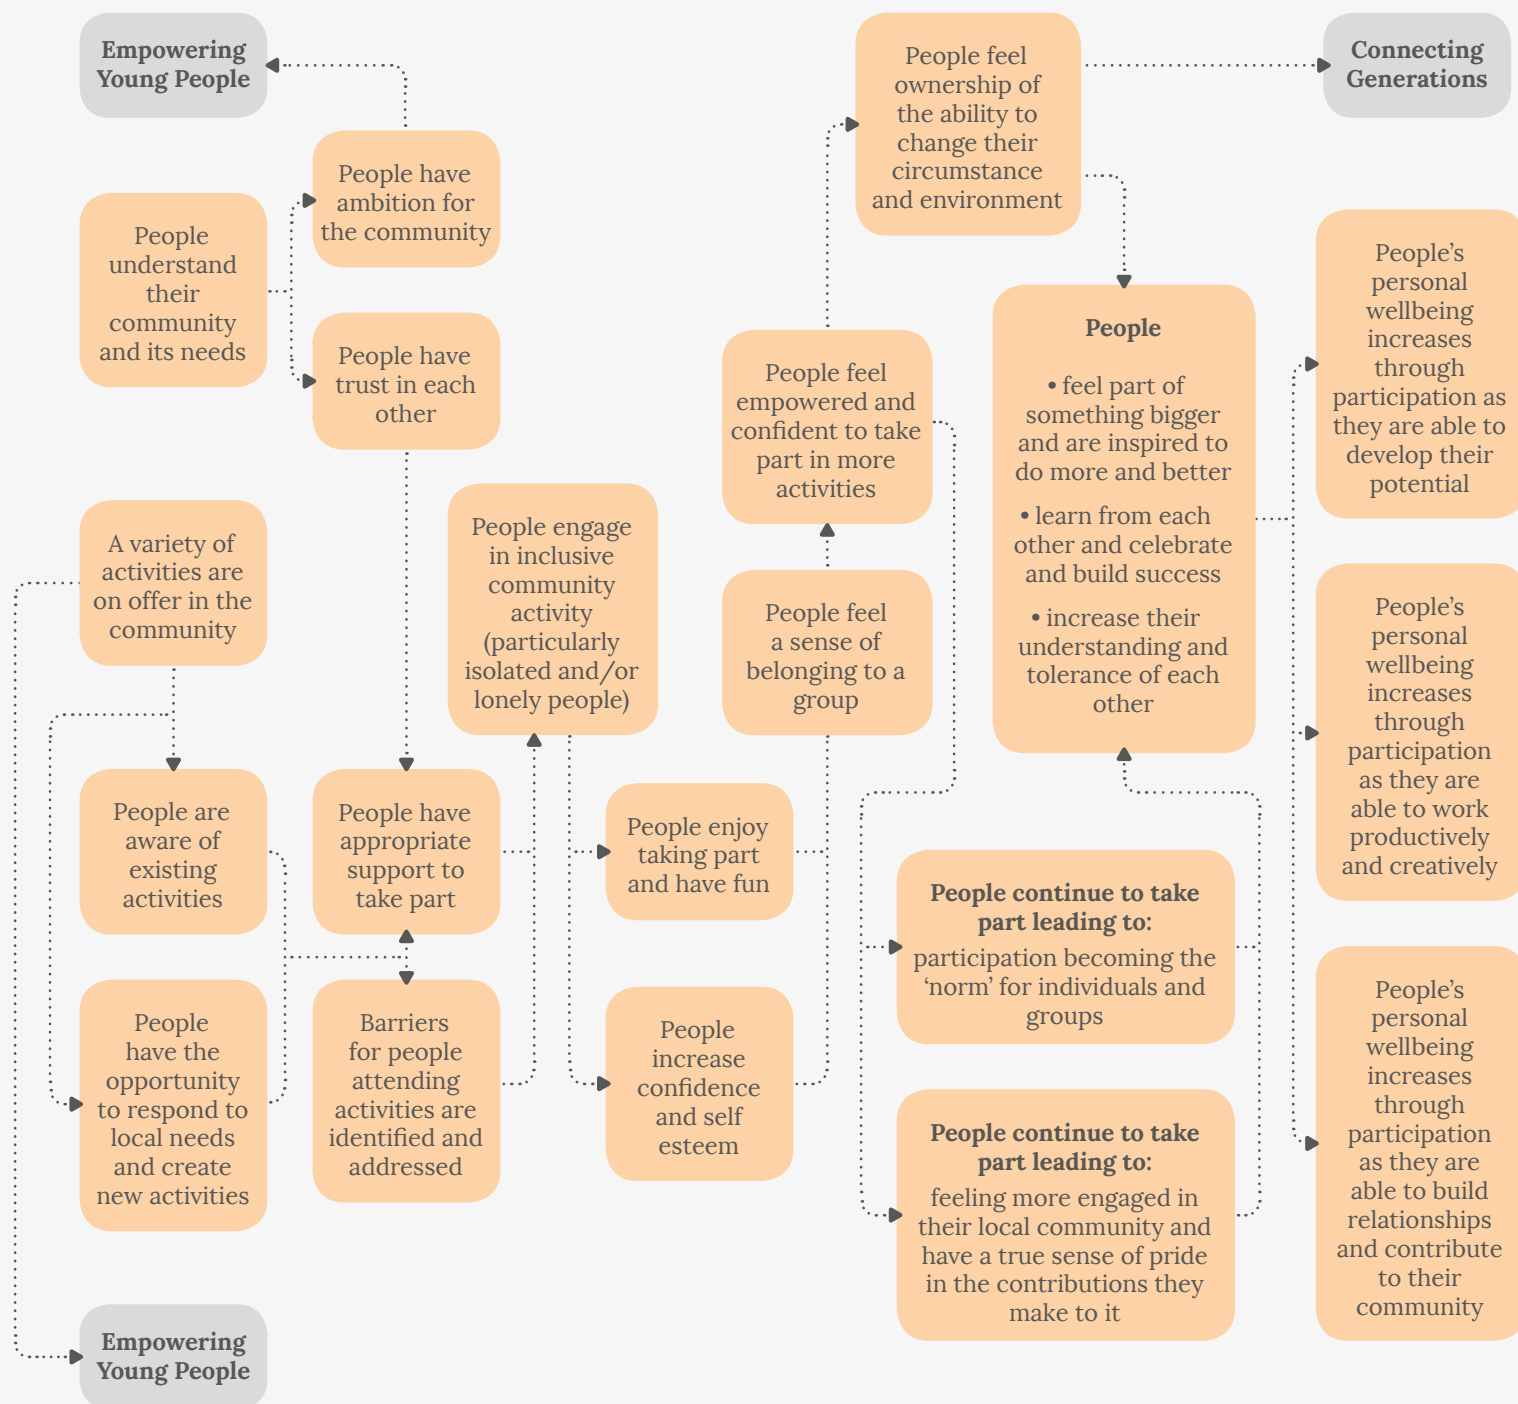 Empowering
Young People
People have
ambition for
the community
People
understand
their
community
and its needs
People have
trust in each
other
A variety of
activities are
on offer in the
community
People are
aware of
existing
activities
People
have the
opportunity
to respond to
local needs
and create
new activities
Empowering
Young People
People have
appropriate
support to
take part
Barriers
for people
attending
activities are
identified and
addressed
People engage
in inclusive
community
activity
(particularly
isolated and/or
lonely people)
People enjoy
taking part
and have fun
People
increase
confidence
and self
esteem
People feel
a sense of
belonging to a
group
People feel
empowered and
confident to take
part in more
activities
People feel
ownership of
the ability to
change their
circumstance
and environment
Connecting
Generations
People
• feel part of
something bigger
and are inspired to
do more and better
• learn from each
other and celebrate
and build success
• increase their
understanding and
tolerance of each
other
People continue to take
part leading to:
participation becoming the
‘norm’ for individuals and
groups
People continue to take
part leading to:
feeling more engaged in
their local community and
have a true sense of pride
in the contributions they
make to it
People’s
personal
wellbeing
increases
through
participation as
they are able to
develop their
potential
People’s
personal
wellbeing
increases
through
participation
as they are
able to work
productively
and creatively
People’s
personal
wellbeing
increases
through
participation
as they are
able to build
relationships
and contribute
to their
community